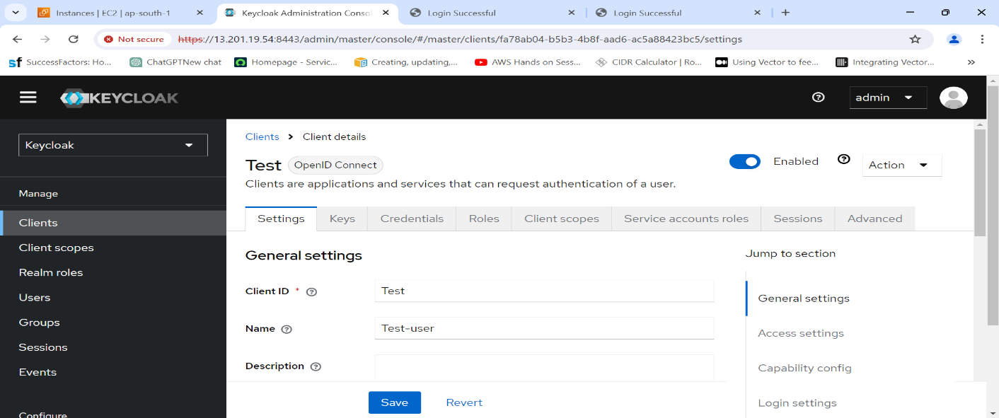 Instances | EC2 | ap-south-1
Keycloak Administration Conso
Login Successful
Login Successful
Not secure
https://13.201.19.54:8443/admin/master/console/#/master/clients/fa78ab04-b5b3-4b8f-aad6-ac5a88423bc5/settings
SuccessFactors: Ho...
ChatGPTNew chat
Homepage - Servic...
Creating, updating,...
AWS Hands on Sess...
CIDR Calculator | Ro...
Using Vector to fee...
Integrating Vector...
KEYCLOAK
admin
Keycloak
Manage
Clients
Client scopes
Realm roles
Users
Groups
Sessions
Events
Configure
Clients > Client details
Test OpenID Connect
Enabled
Action
Clients are applications and services that can request authentication of a user.
Settings Keys Credentials Roles Client scopes Service accounts roles Sessions Advanced
General settings
Client ID * Test
Name Test-user
Description
Save Revert
Jump to section
General settings
Access settings
Capability config
Login settings